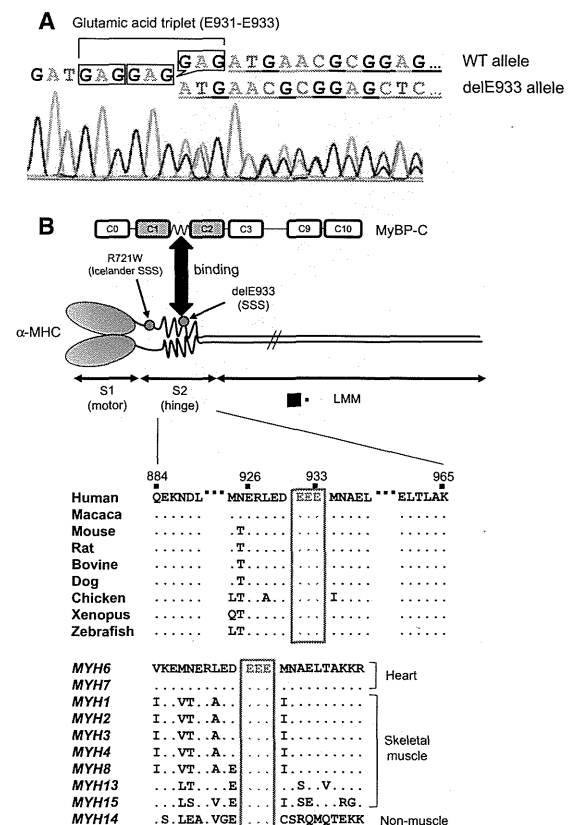 A Glutamic acid triplet (E931-E933)
GATGAGGAG GAG ATGAACGCGGAG... WT allele
ATGAACGCGGAGCTC... delE933 allele
B
C0 C1 C2 C3 C9 C10 MyBP-C
R721W
(Icelander SSS)
binding
delE933
(SSS)
α-MHC
S1
(motor)
S2
(hinge)
LMM
884 926 933 965
Human QEKNDL ... MNERLED EEE MNAEL ... ELTLAK
Macaca ...... ....... ... ..... ......
Mouse ...... .T..... ... ..... ......
Rat ...... .T..... ... ..... ......
Bovine ...... .T..... ... ..... ......
Dog ...... .T..... ... ..... ......
Chicken ...... LT..A.. ... I.... ......
Xenopus ...... QT..... ... ..... ......
Zebrafish ...... LT..... ... ..... ......
MYH6 VKEMNERLED EEE MNAELTAKKR Heart
MYH7 .......... ... ..........
MYH1 I..VT..A.. ... I.........
MYH2 I..VT..A.. ... I.........
MYH3 I..VT..A.. ... I......... Skeletal
MYH4 I..VT..A.. ... I......... muscle
MYH8 I..VT..A.E ... I.........
MYH13 ...LT....E ... ..S..V....
MYH15 ...LS..V.E ... I.SE...RG.
MYH14 .S.LEA.VGE ... CSRQMQTEKK Non-muscle